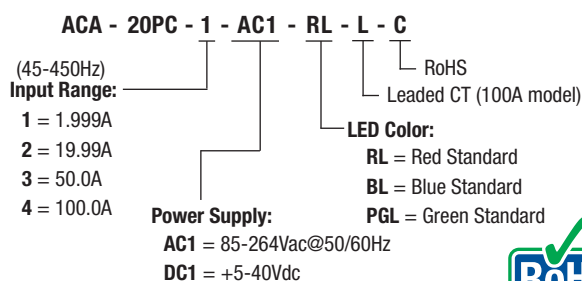 ACA - 20PC - 1 - AC1 - RL - L - C
RoHS
Leaded CT (100A model)
(45-450Hz)
Input Range:
1 = 1.999A
2 = 19.99A
3 = 50.0A
4 = 100.0A
LED Color:
RL = Red Standard
BL = Blue Standard
PGL = Green Standard
Power Supply:
AC1 = 85-264Vac@50/60Hz
DC1 = +5-40Vdc